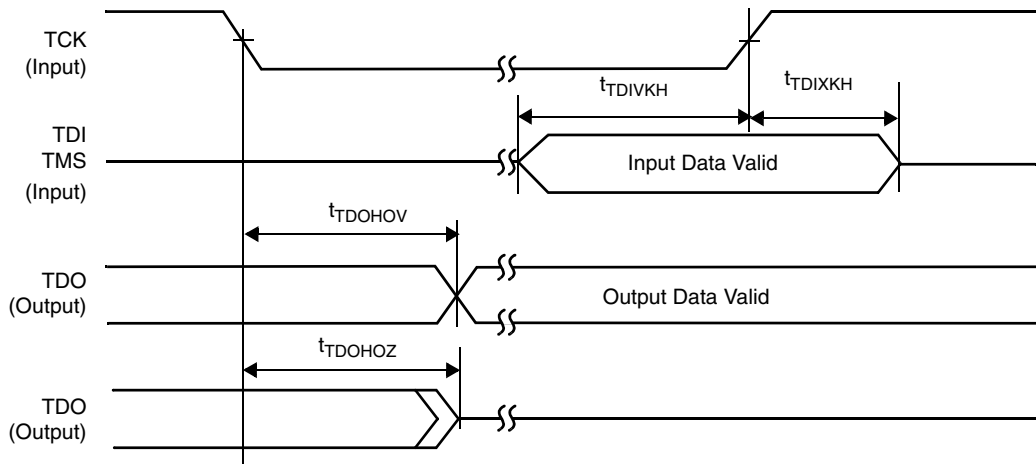 TCK
(Input)
tTDIVKH
tTDIXKH
TDI
TMS
(Input)
Input Data Valid
tTDOHOV
TDO
(Output)
Output Data Valid
tTDOHOZ
TDO
(Output)